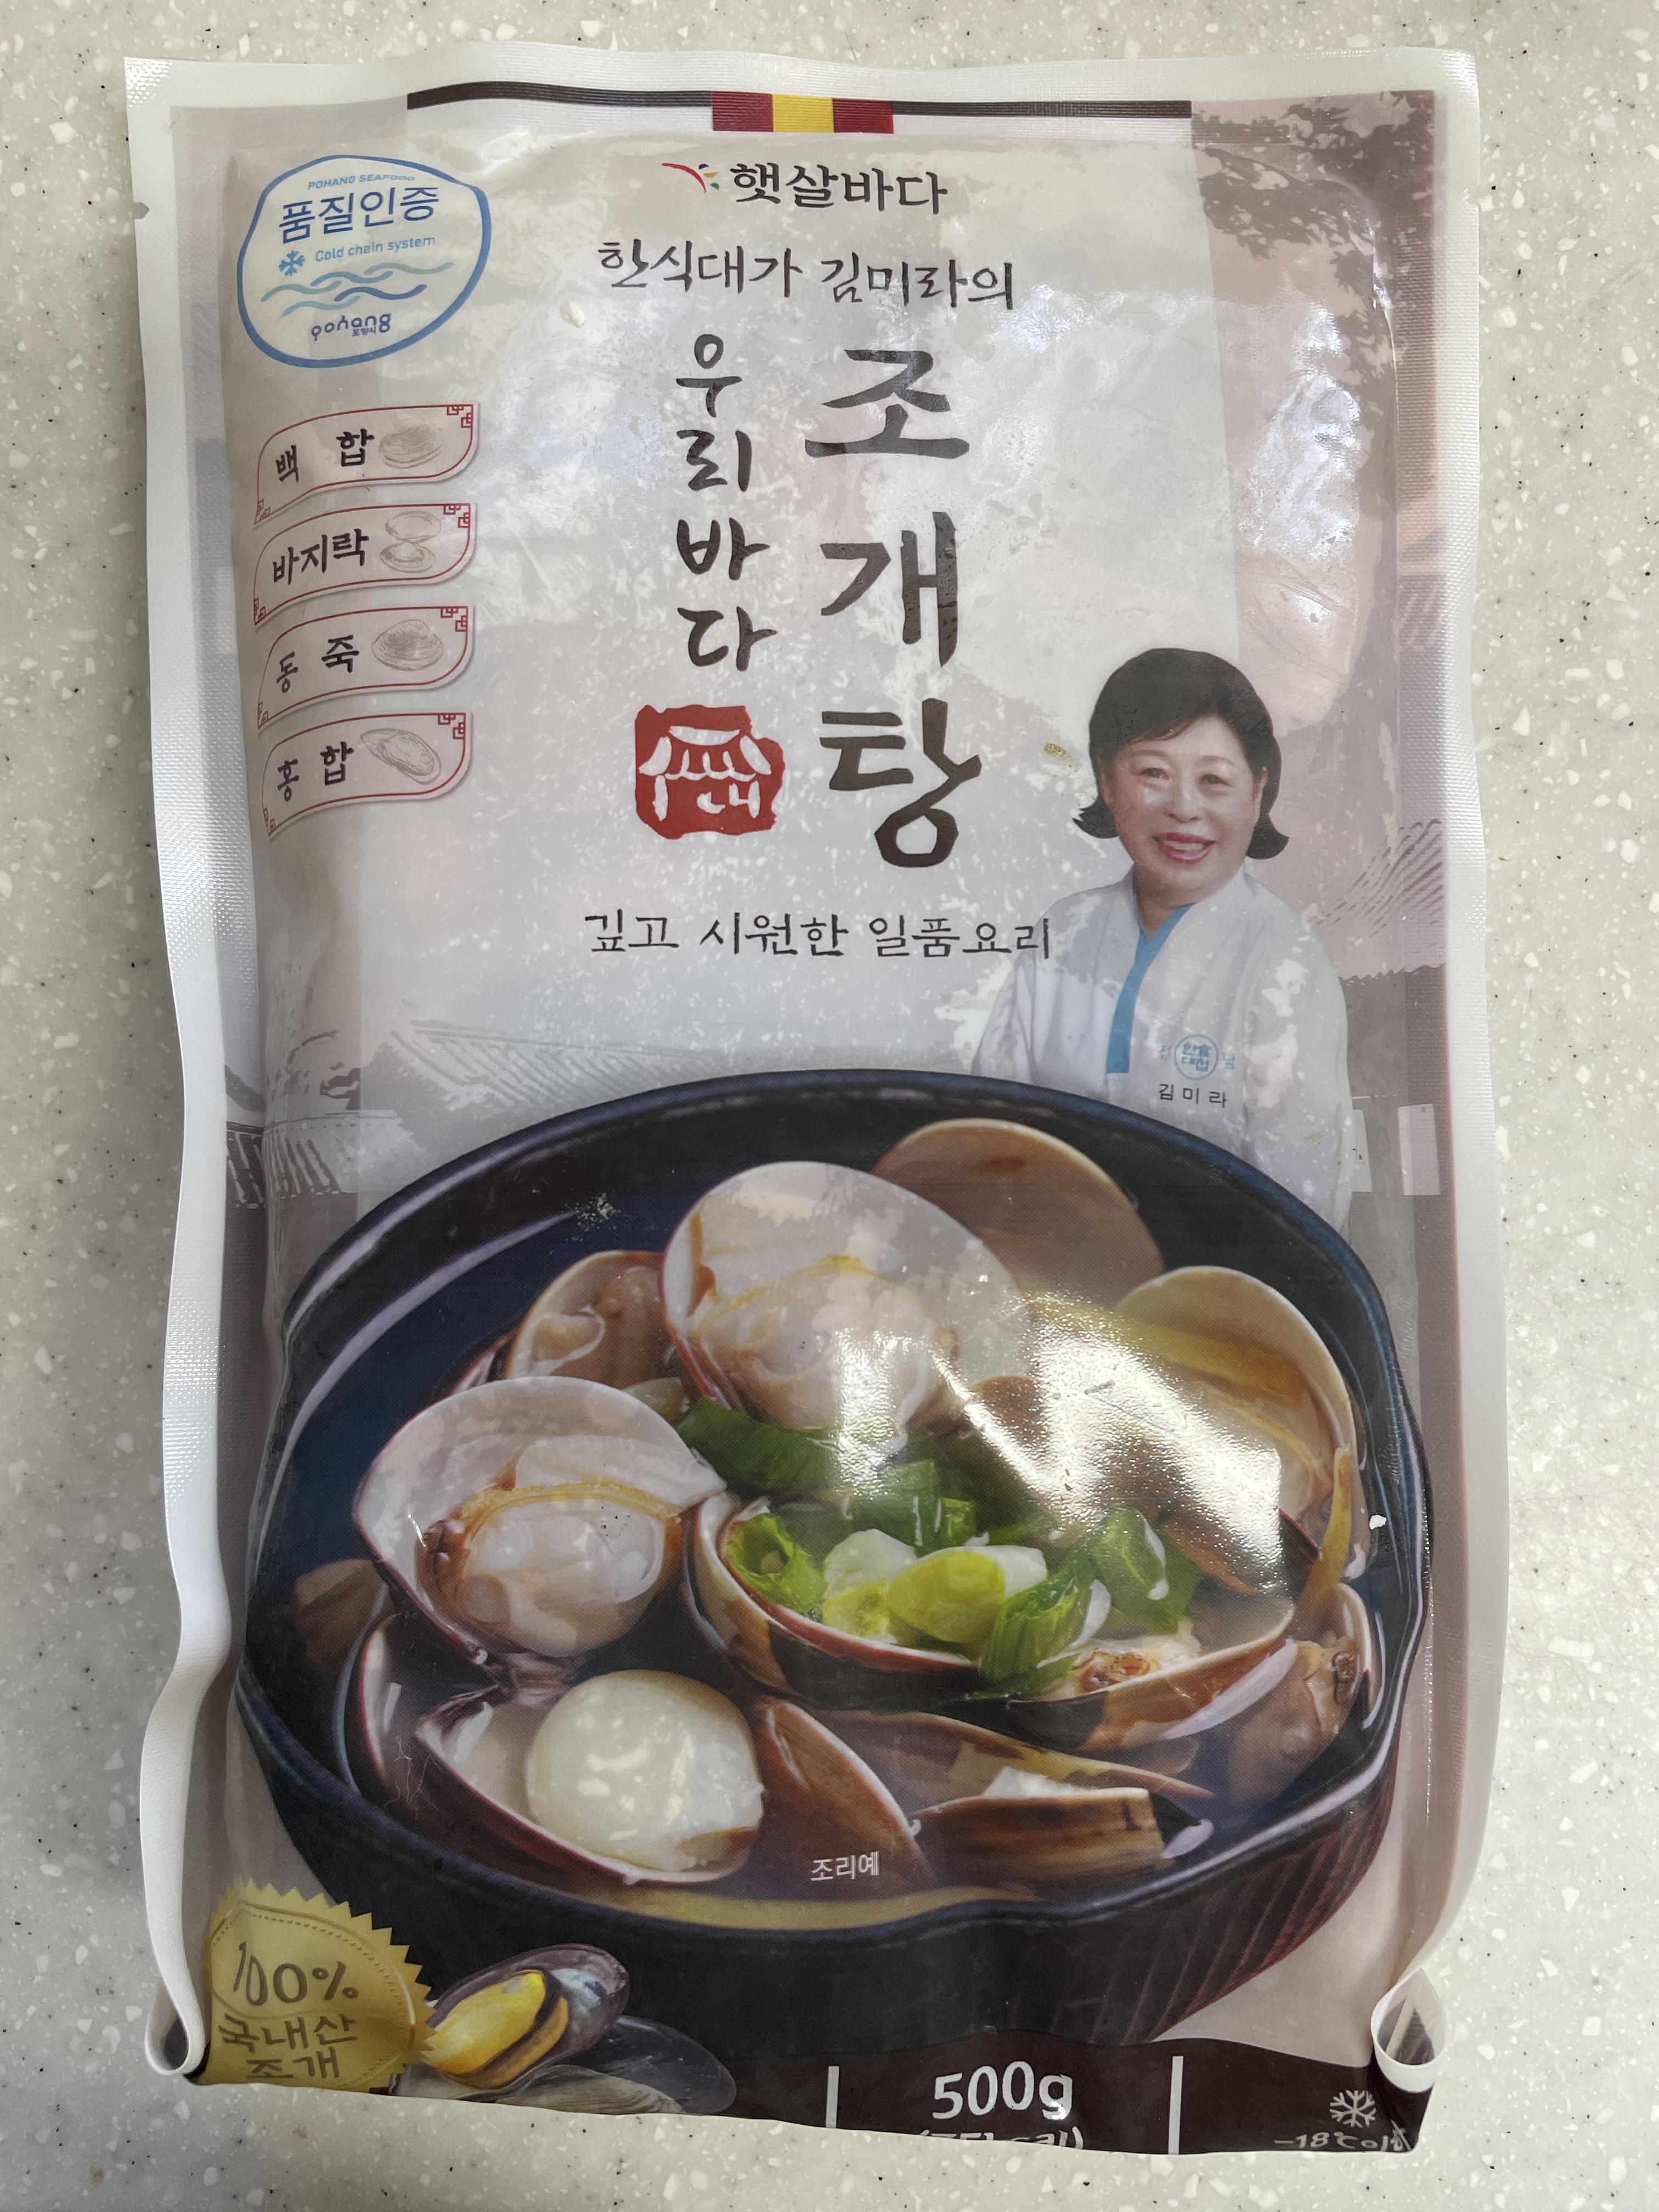 POHANG SEAFOOD
품질인증
Cold chain system
pohang
포항시
햇살바다
한식대가 김미라의
우리바다
조개탕
깊고 시원한 일품요리
백합
바지락
동죽
홍합
김미라
조리예
100%
국내산
조개
500g
-18℃이